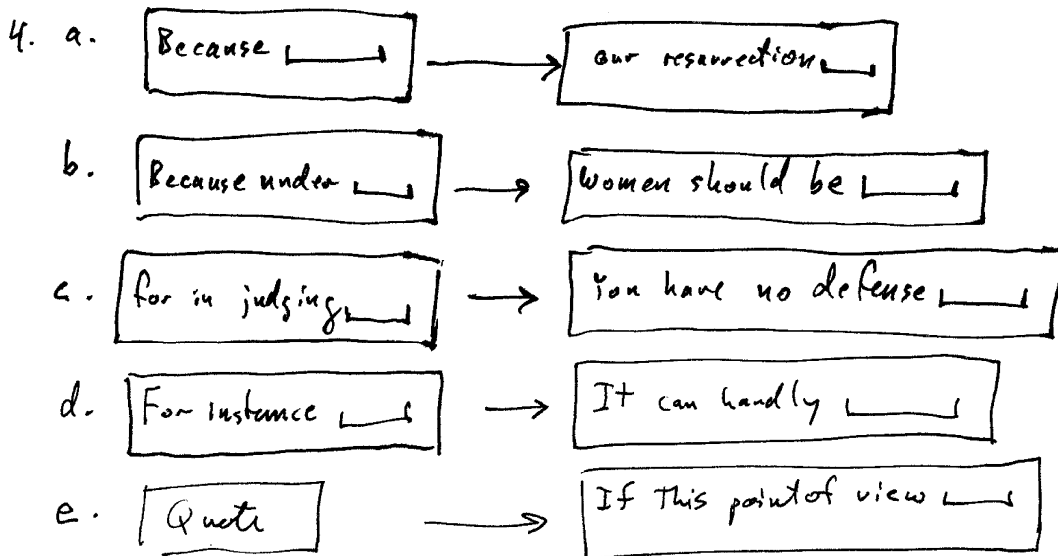 4. a. Because our resurrection
b. Because under women should be
c. for in judging you have no defense
d. For instance It can hardly
e. Quote If this point of view